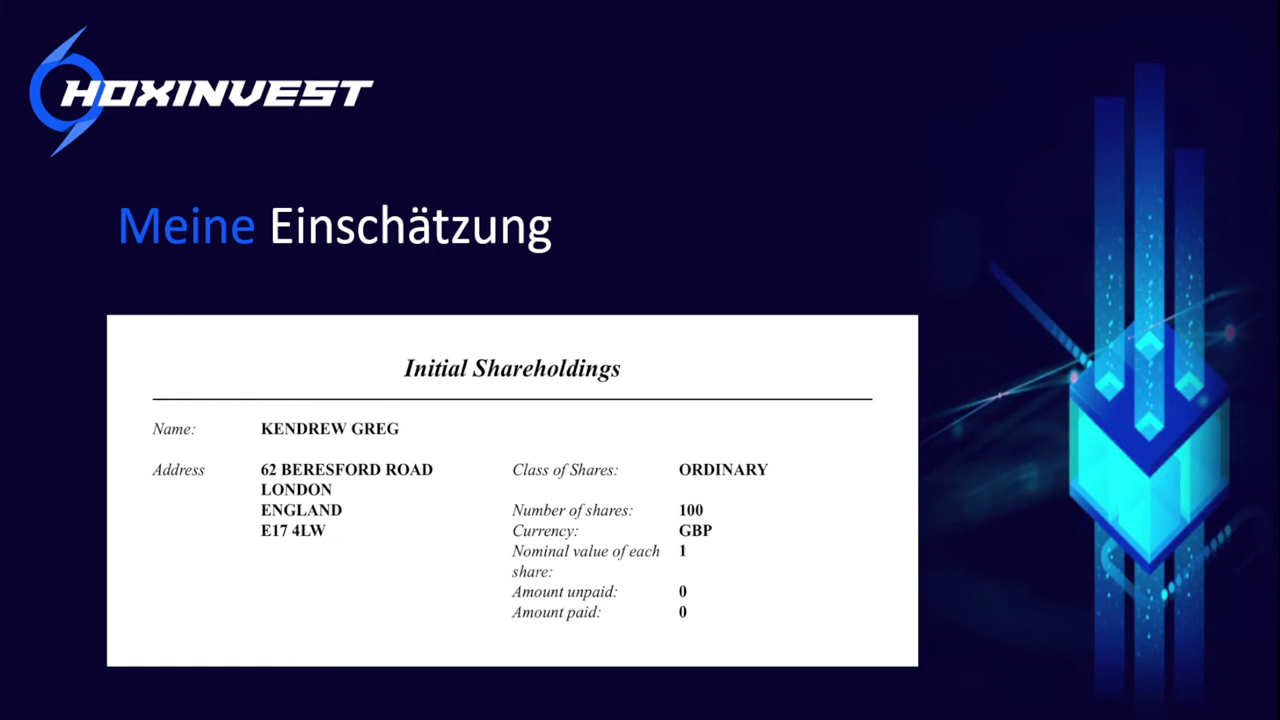 HOXINVEST
Meine Einschätzung
Initial Shareholdings
Name: KENDREW GREG
Address 62 BERESFORD ROAD Class of Shares: ORDINARY
LONDON
ENGLAND Number of shares: 100
E17 4LW Currency: GBP
Nominal value of each 1
share:
Amount unpaid: 0
Amount paid: 0